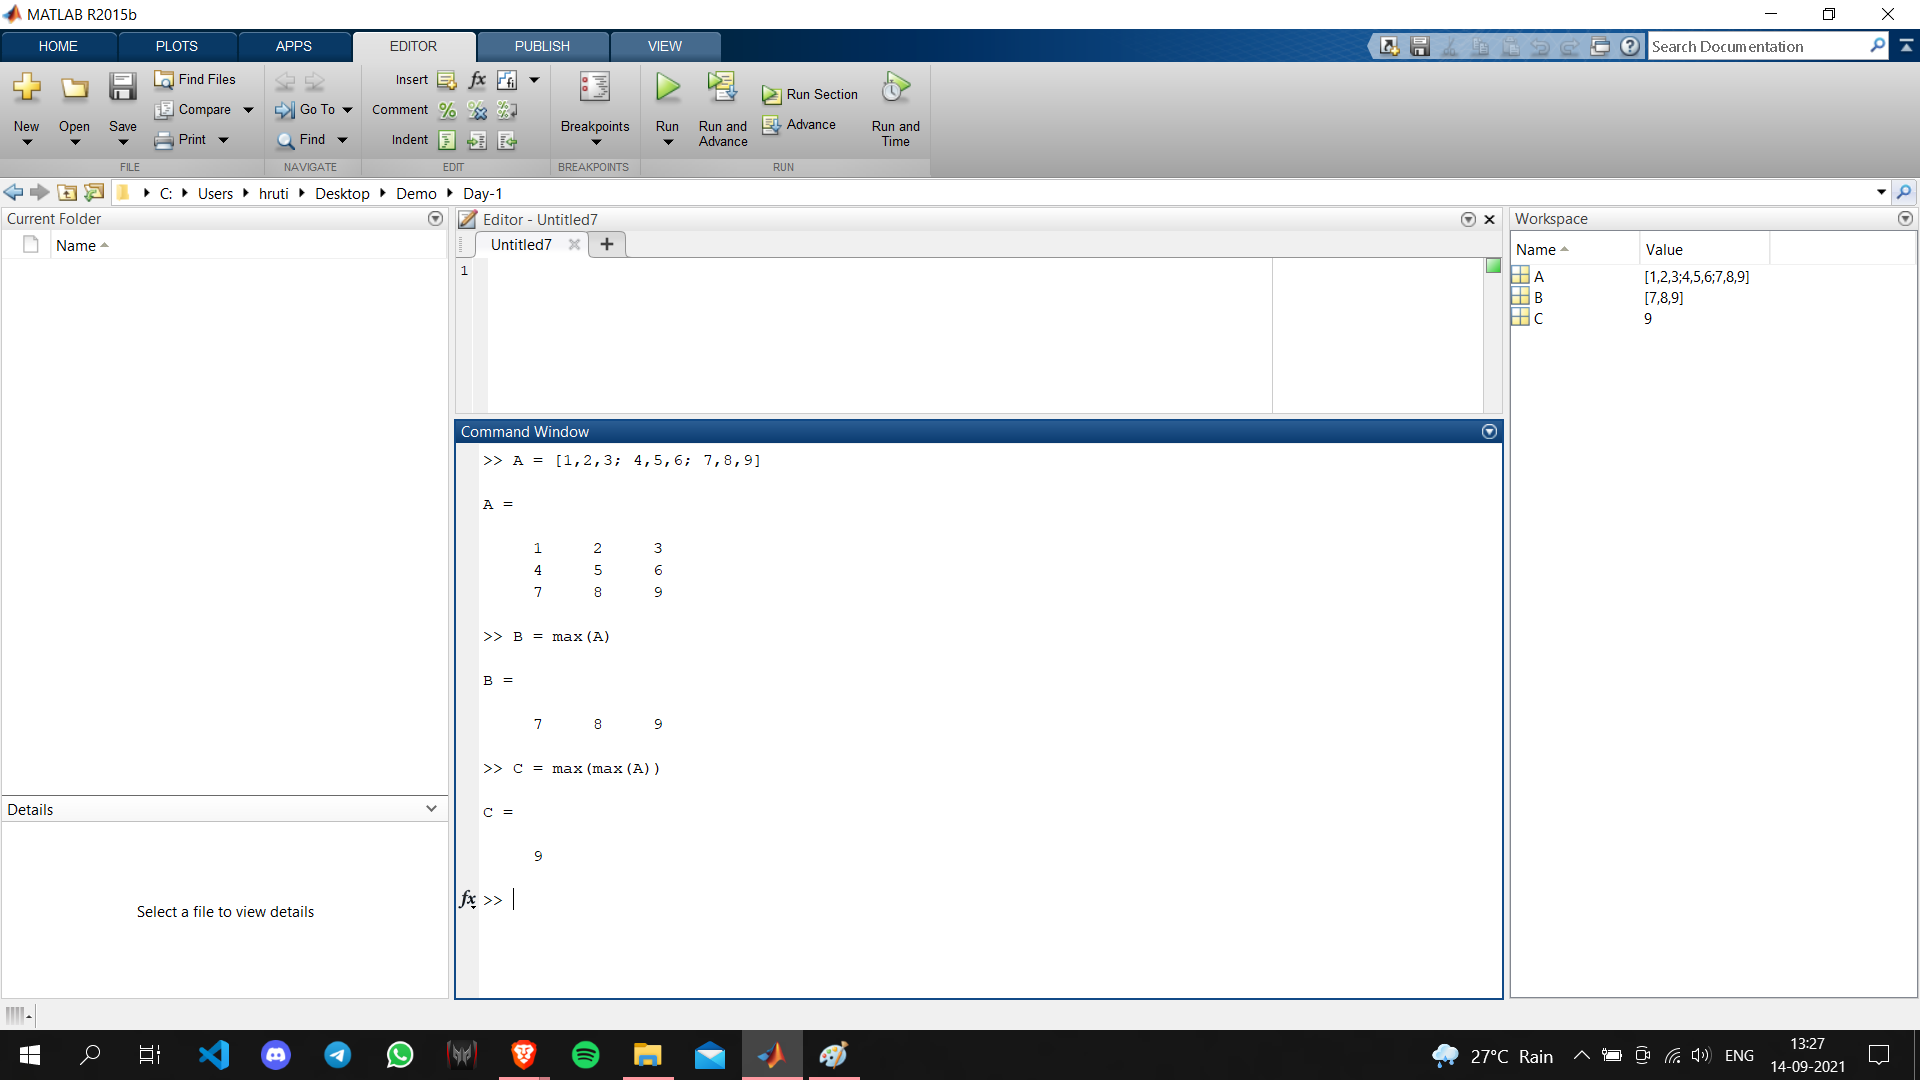 MATLAB R2015b
HOME PLOTS APPS EDITOR PUBLISH VIEW
Search Documentation
New
Open
Save
Find Files
Compare
Print
FILE
Go To
Find
NAVIGATE
Insert
Comment
Indent
EDIT
Breakpoints
BREAKPOINTS
Run
Run and
Advance
Run Section
Advance
Run and
Time
RUN
C: Users hruti Desktop Demo Day-1
Current Folder
Name
Details
Select a file to view details
Editor - Untitled7
Untitled7
1
Command Window
>> A = [1,2,3; 4,5,6; 7,8,9]
A =
1 2 3
4 5 6
7 8 9
>> B = max(A)
B =
7 8 9
>> C = max(max(A))
C =
9
fx >>
Workspace
Name Value
A [1,2,3;4,5,6;7,8,9]
B [7,8,9]
C 9
27°C Rain
ENG
13:27
14-09-2021